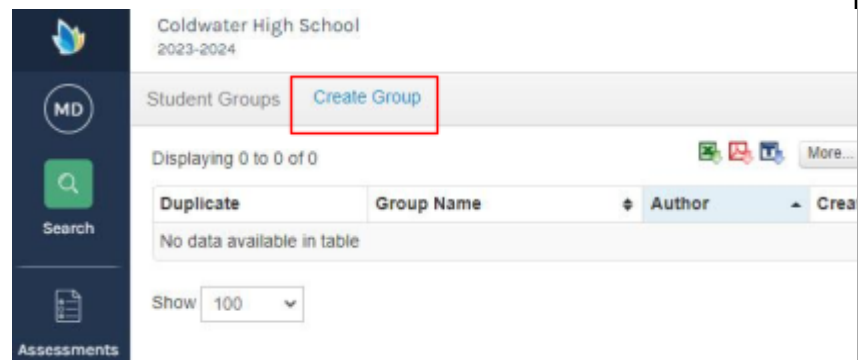 Coldwater High School
2023-2024
MD
Student Groups Create Group
Displaying 0 to 0 of 0 More...
Search
Duplicate Group Name Author
No data available in table
Show 100
Assessments